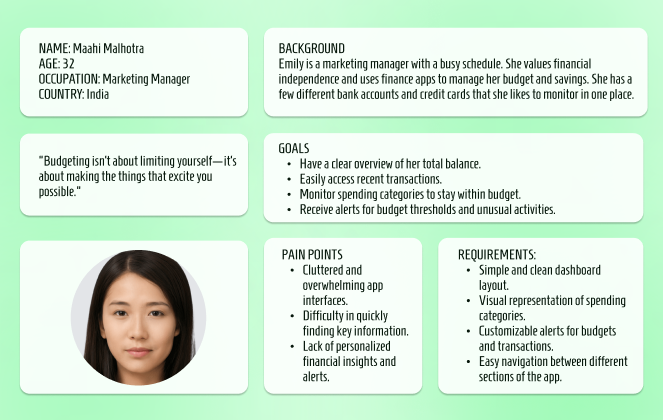 NAME: Maahi Malhotra
AGE: 32
OCCUPATION: Marketing Manager
COUNTRY: India
BACKGROUND
Emily is a marketing manager with a busy schedule. She values financial
independence and uses finance apps to manage her budget and savings. She has a
few different bank accounts and credit cards that she likes to monitor in one place.
"Budgeting isn't about limiting yourself—it's
about making the things that excite you
possible."
GOALS
• Have a clear overview of her total balance.
• Easily access recent transactions.
• Monitor spending categories to stay within budget.
• Receive alerts for budget thresholds and unusual activities.
PAIN POINTS
• Cluttered and
overwhelming app
interfaces.
• Difficulty in quickly
finding key information.
• Lack of personalized
financial insights and
alerts.
REQUIREMENTS:
• Simple and clean dashboard
layout.
• Visual representation of spending
categories.
• Customizable alerts for budgets
and transactions.
• Easy navigation between different
sections of the app.